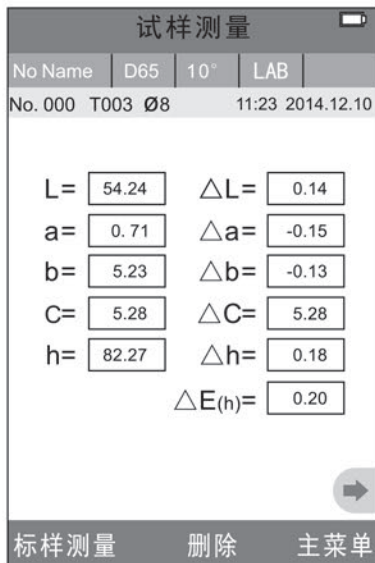 试样测量
No Name D65 10° LAB
No. 000 T003 Ø8 11:23 2014.12.10
L= 54.24 △L= 0.14
a= 0. 71 △a= -0.15
b= 5.23 △b= -0.13
C= 5.28 △C= 5.28
h= 82.27 △h= 0.18
△E(h)= 0.20
标样测量 删除 主菜单